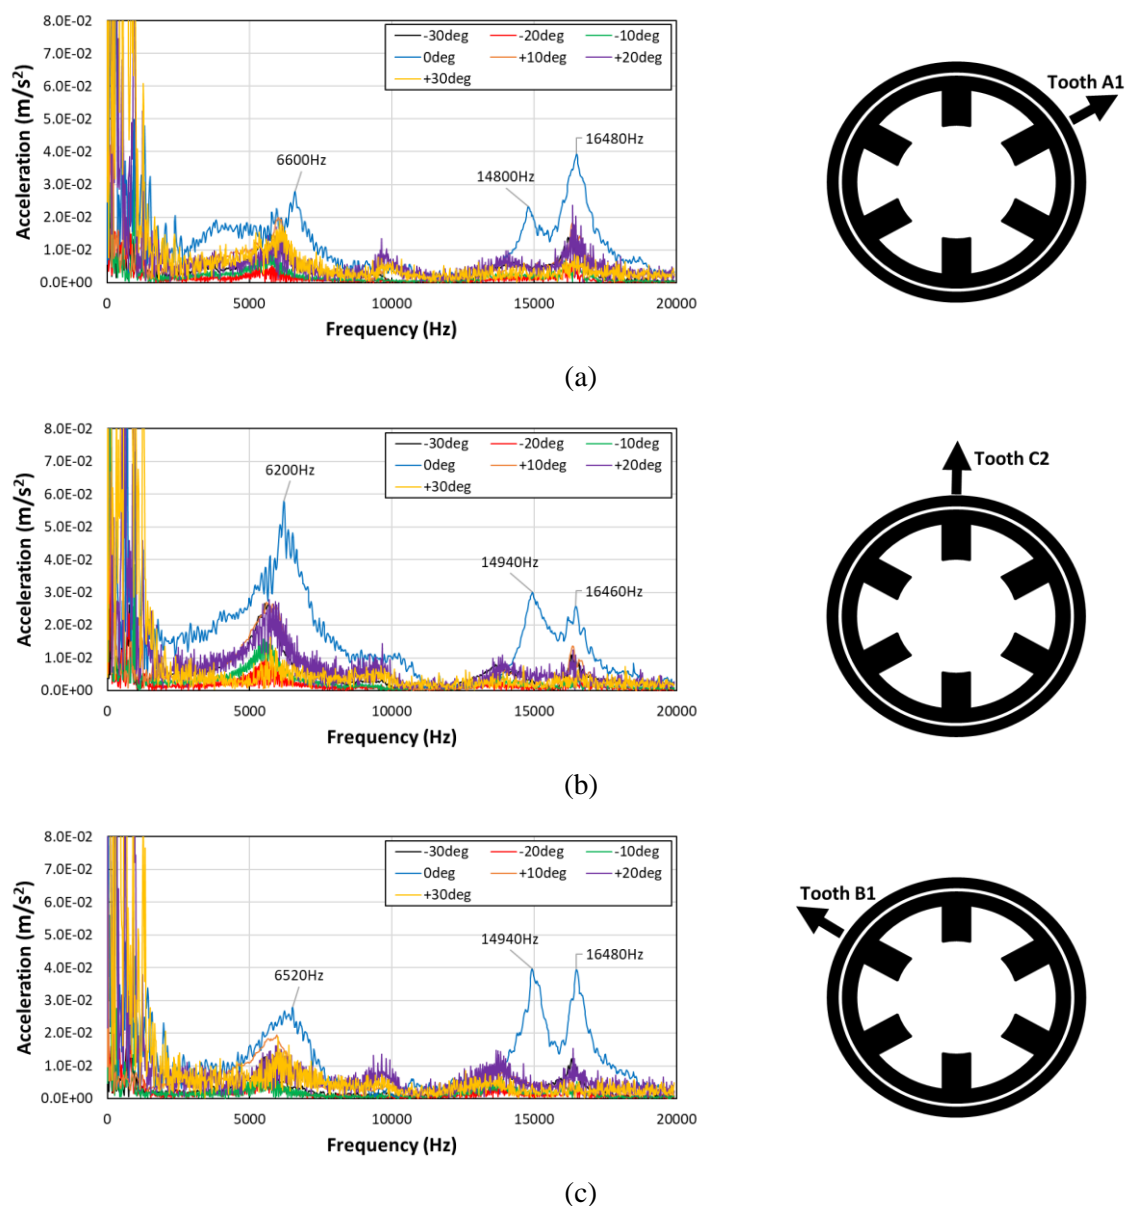 8.0E-02
7.0E-02
6.0E-02
5.0E-02
4.0E-02
3.0E-02
2.0E-02
1.0E-02
0.0E+00
Acceleration (m/s²)
-30deg -20deg -10deg
0deg +10deg +20deg
+30deg
6600Hz
14800Hz
16480Hz
0 5000 10000 15000 20000
Frequency (Hz)
Tooth A1
(a)
8.0E-02
7.0E-02
6.0E-02
5.0E-02
4.0E-02
3.0E-02
2.0E-02
1.0E-02
0.0E+00
Acceleration (m/s²)
-30deg -20deg -10deg
0deg +10deg +20deg
+30deg
6200Hz
14940Hz
16460Hz
0 5000 10000 15000 20000
Frequency (Hz)
Tooth C2
(b)
8.0E-02
7.0E-02
6.0E-02
5.0E-02
4.0E-02
3.0E-02
2.0E-02
1.0E-02
0.0E+00
Acceleration (m/s²)
-30deg -20deg -10deg
0deg +10deg +20deg
+30deg
6520Hz
14940Hz
16480Hz
0 5000 10000 15000 20000
Frequency (Hz)
Tooth B1
(c)